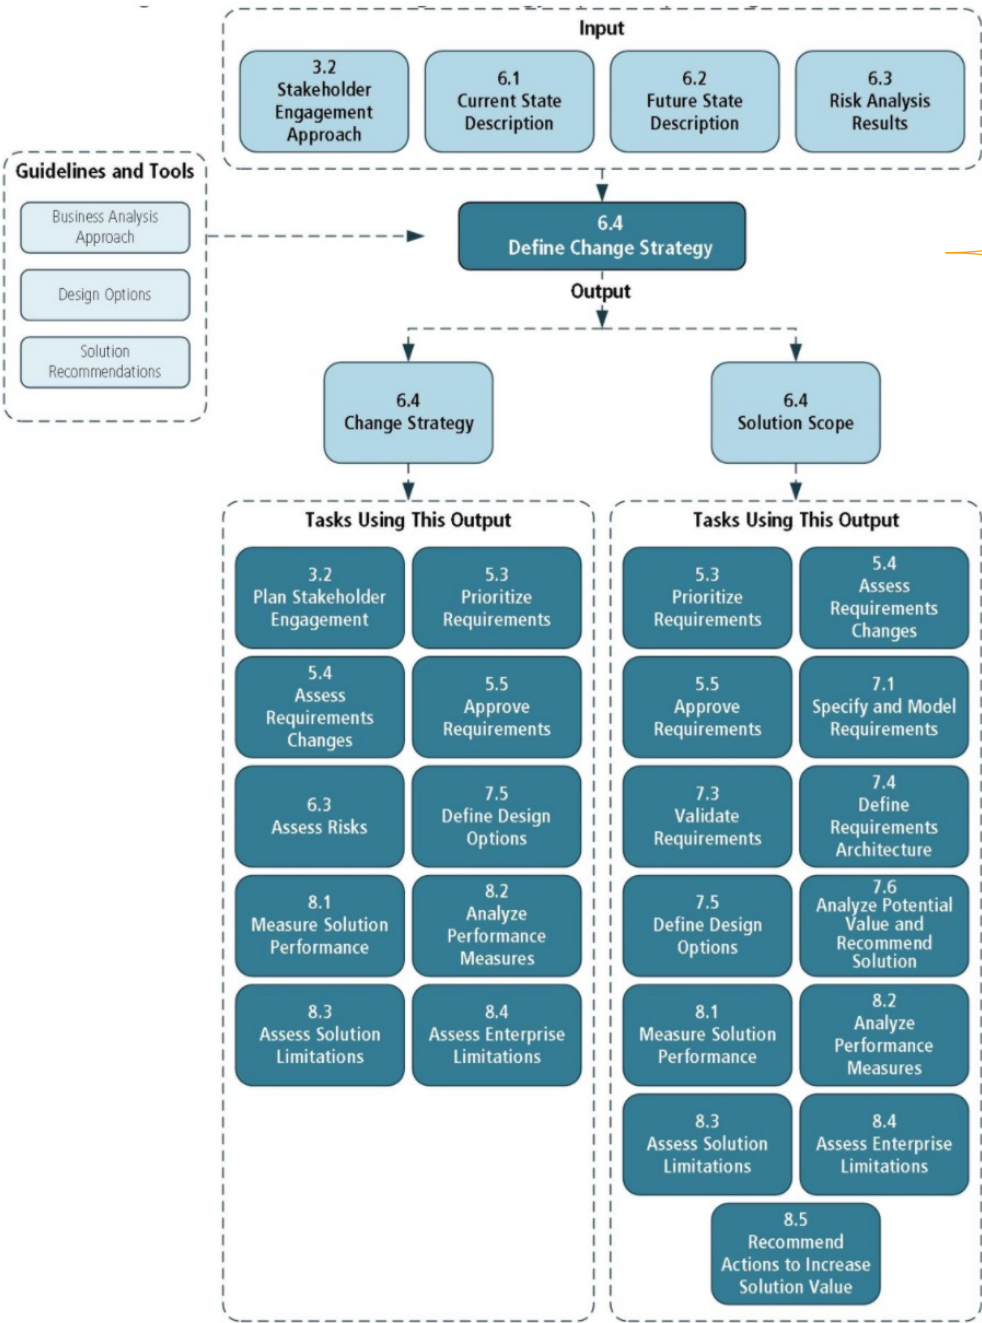 Input
3.2
Stakeholder
Engagement
Approach
6.1
Current State
Description
6.2
Future State
Description
6.3
Risk Analysis
Results
Guidelines and Tools
Business Analysis
Approach
Design Options
Solution
Recommendations
6.4
Define Change Strategy
Output
6.4
Change Strategy
6.4
Solution Scope
Tasks Using This Output
3.2
Plan Stakeholder
Engagement
5.3
Prioritize
Requirements
5.4
Assess
Requirements
Changes
5.5
Approve
Requirements
6.3
Assess Risks
7.5
Define Design
Options
8.1
Measure Solution
Performance
8.2
Analyze
Performance
Measures
8.3
Assess Solution
Limitations
8.4
Assess Enterprise
Limitations
Tasks Using This Output
5.3
Prioritize
Requirements
5.4
Assess
Requirements
Changes
5.5
Approve
Requirements
7.1
Specify and Model
Requirements
7.3
Validate
Requirements
7.4
Define
Requirements
Architecture
7.5
Define Design
Options
7.6
Analyze Potential
Value and
Recommend
Solution
8.1
Measure Solution
Performance
8.2
Analyze
Performance
Measures
8.3
Assess Solution
Limitations
8.4
Assess Enterprise
Limitations
8.5
Recommend
Actions to Increase
Solution Value